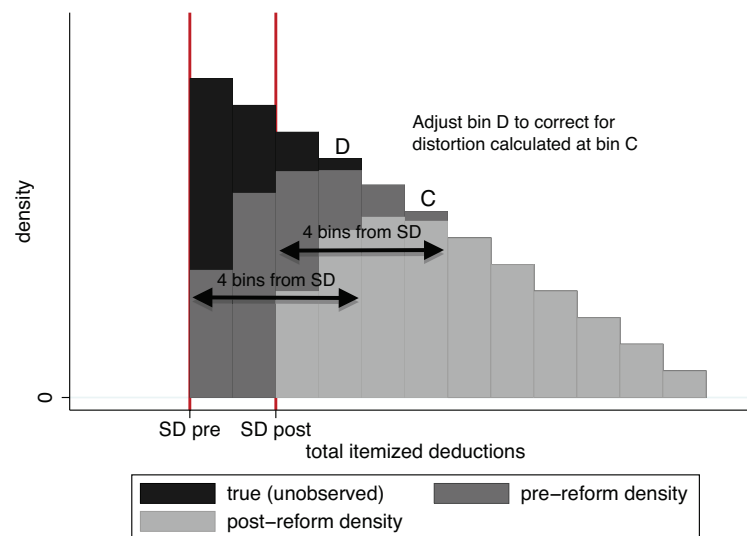 Adjust bin D to correct for
distortion calculated at bin C
D
C
4 bins from SD
4 bins from SD
density
0
SD pre
SD post
total itemized deductions
true (unobserved)
pre−reform density
post−reform density